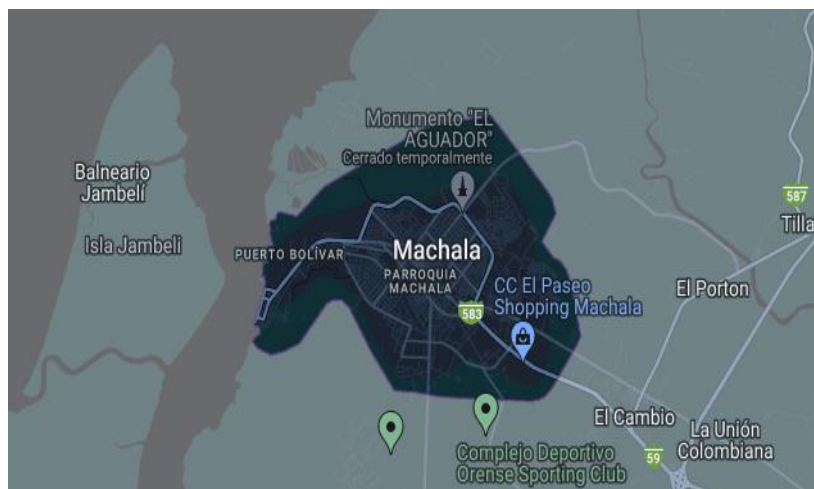 Monumento "EL
AGUADOR"
Cerrado temporalmente
Balneario
Jambelí
587
Tilla
Isla Jambeli
PUERTO BOLÍVAR
Machala
PARROQUIA
MACHALA
CC El Paseo
Shopping Machala
El Porton
583
El Cambio
La Unión
Colombiana
Complejo Deportivo
Orense Sporting Club
59